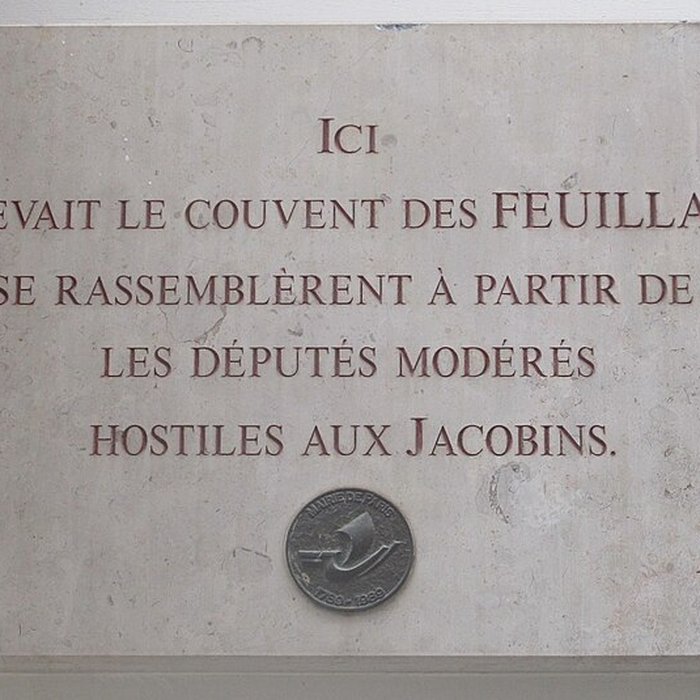 ICI
EVAIT LE COUVENT DES FEUILLA
SE RASSEMBLÈRENT À PARTIR DE
LES DÉPUTÉS MODÉRÉS
HOSTILES AUX JACOBINS.
MAIRIE DE PARIS
1789-1989